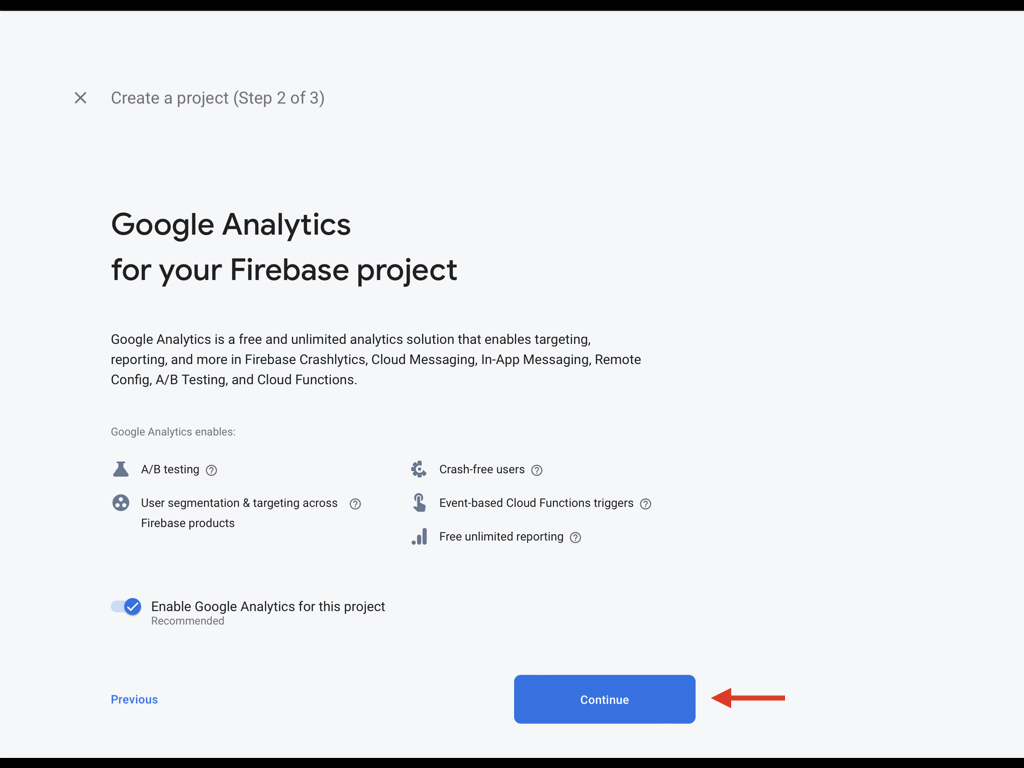 Create a project (Step 2 of 3)
Google Analytics
for your Firebase project
Google Analytics is a free and unlimited analytics solution that enables targeting,
reporting, and more in Firebase Crashlytics, Cloud Messaging, In-App Messaging, Remote
Config, A/B Testing, and Cloud Functions.
Google Analytics enables:
A/B testing
User segmentation & targeting across
Firebase products
Crash-free users
Event-based Cloud Functions triggers
Free unlimited reporting
Enable Google Analytics for this project
Recommended
Previous
Continue